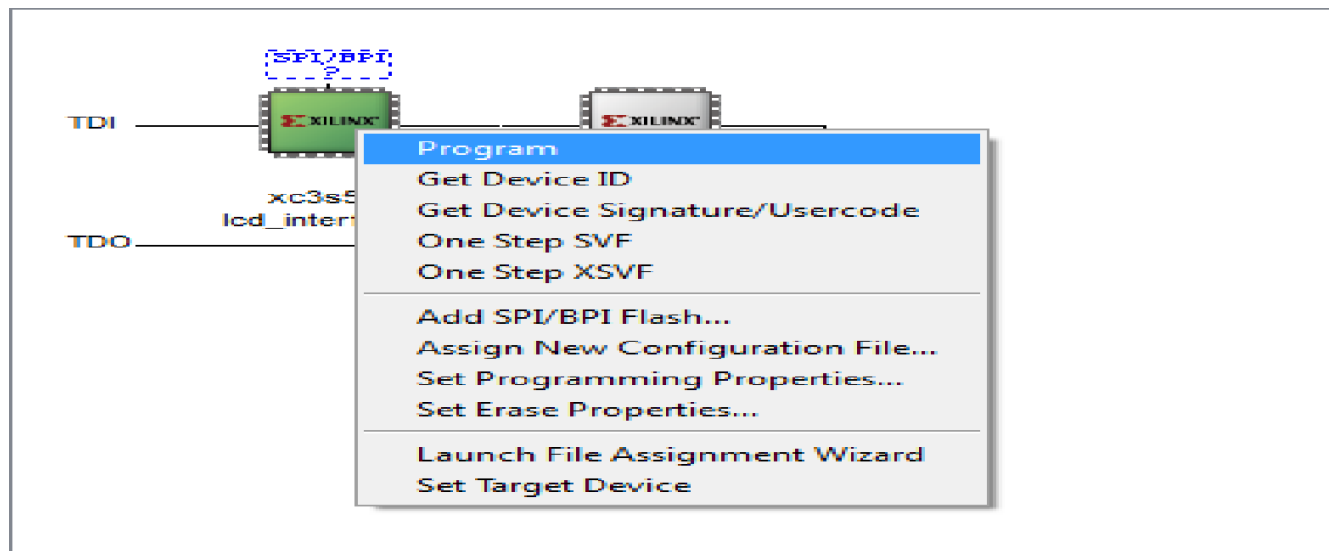 SPI/BPI
?
TDI
XILINX
XILINX
Program
Get Device ID
xc3s5
Get Device Signature/Usercode
lcd_inter
TDO
One Step SVF
One Step XSVF
Add SPI/BPI Flash...
Assign New Configuration File...
Set Programming Properties...
Set Erase Properties...
Launch File Assignment Wizard
Set Target Device